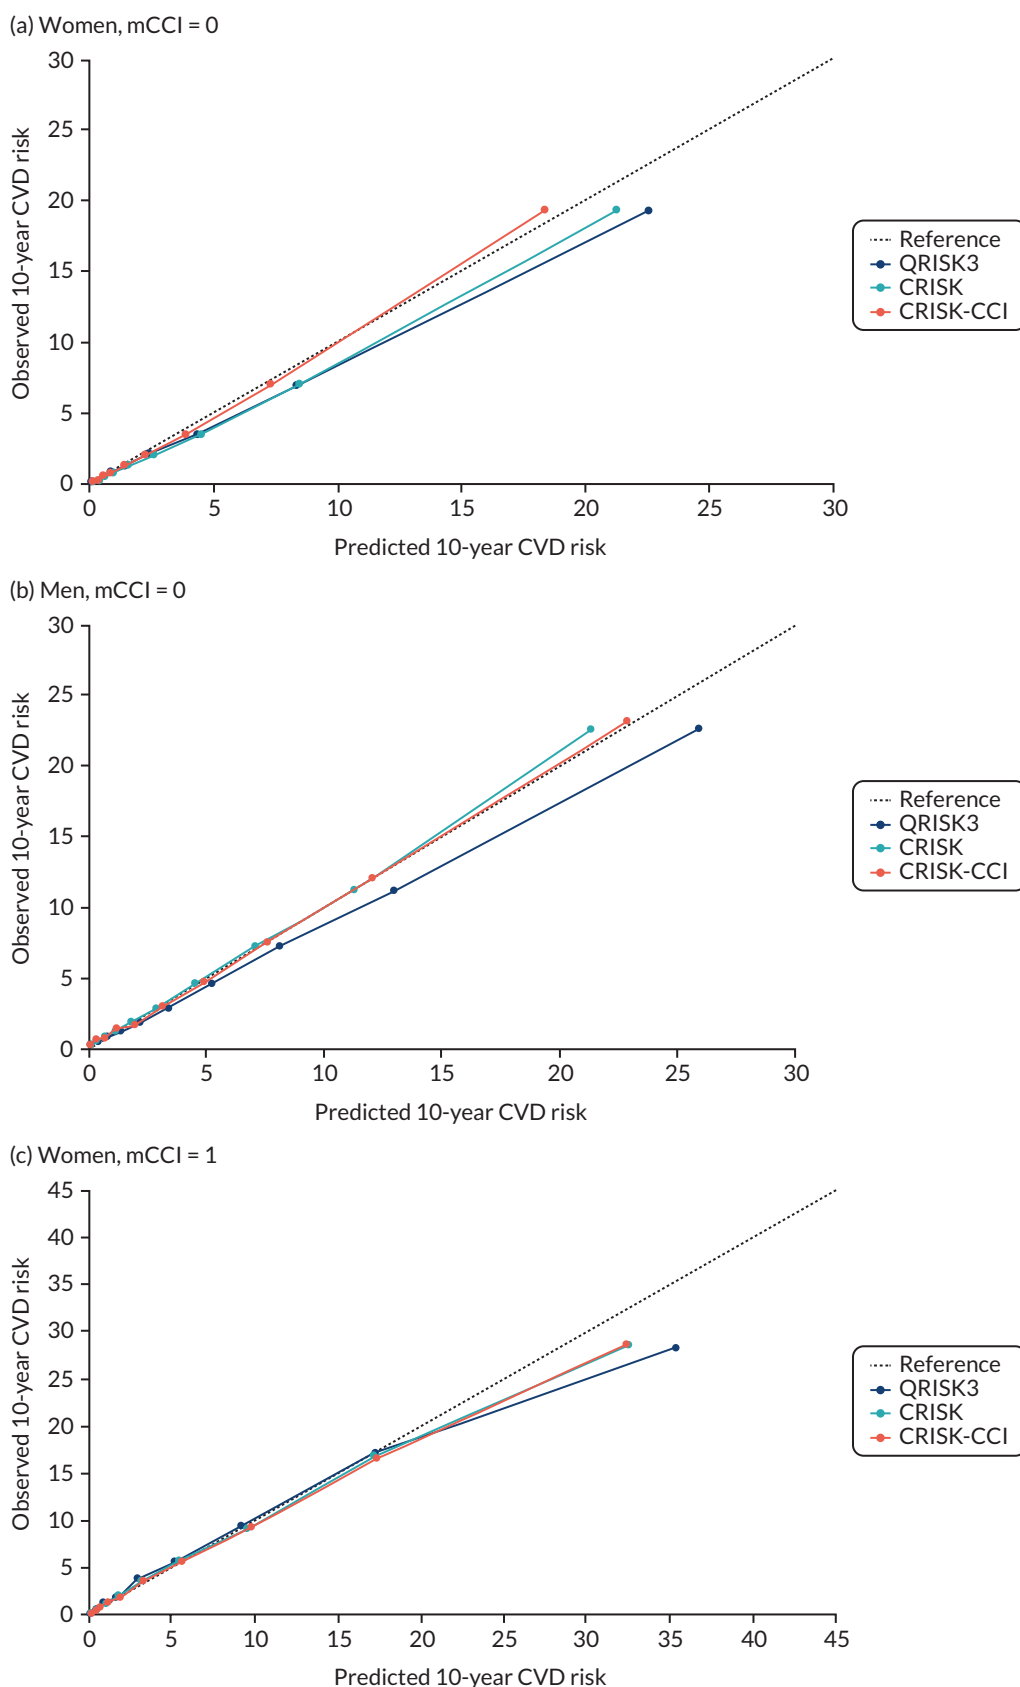 (a) Women, mCCI = 0
30
25
20
15
10
5
0
Observed 10-year CVD risk
0 5 10 15 20 25 30
Predicted 10-year CVD risk
Reference
QRISK3
CRISK
CRISK-CCI
(b) Men, mCCI = 0
30
25
20
15
10
5
0
Observed 10-year CVD risk
0 5 10 15 20 25 30
Predicted 10-year CVD risk
Reference
QRISK3
CRISK
CRISK-CCI
(c) Women, mCCI = 1
45
40
35
30
25
20
15
10
5
0
Observed 10-year CVD risk
0 5 10 15 20 25 30 35 40 45
Predicted 10-year CVD risk
Reference
QRISK3
CRISK
CRISK-CCI